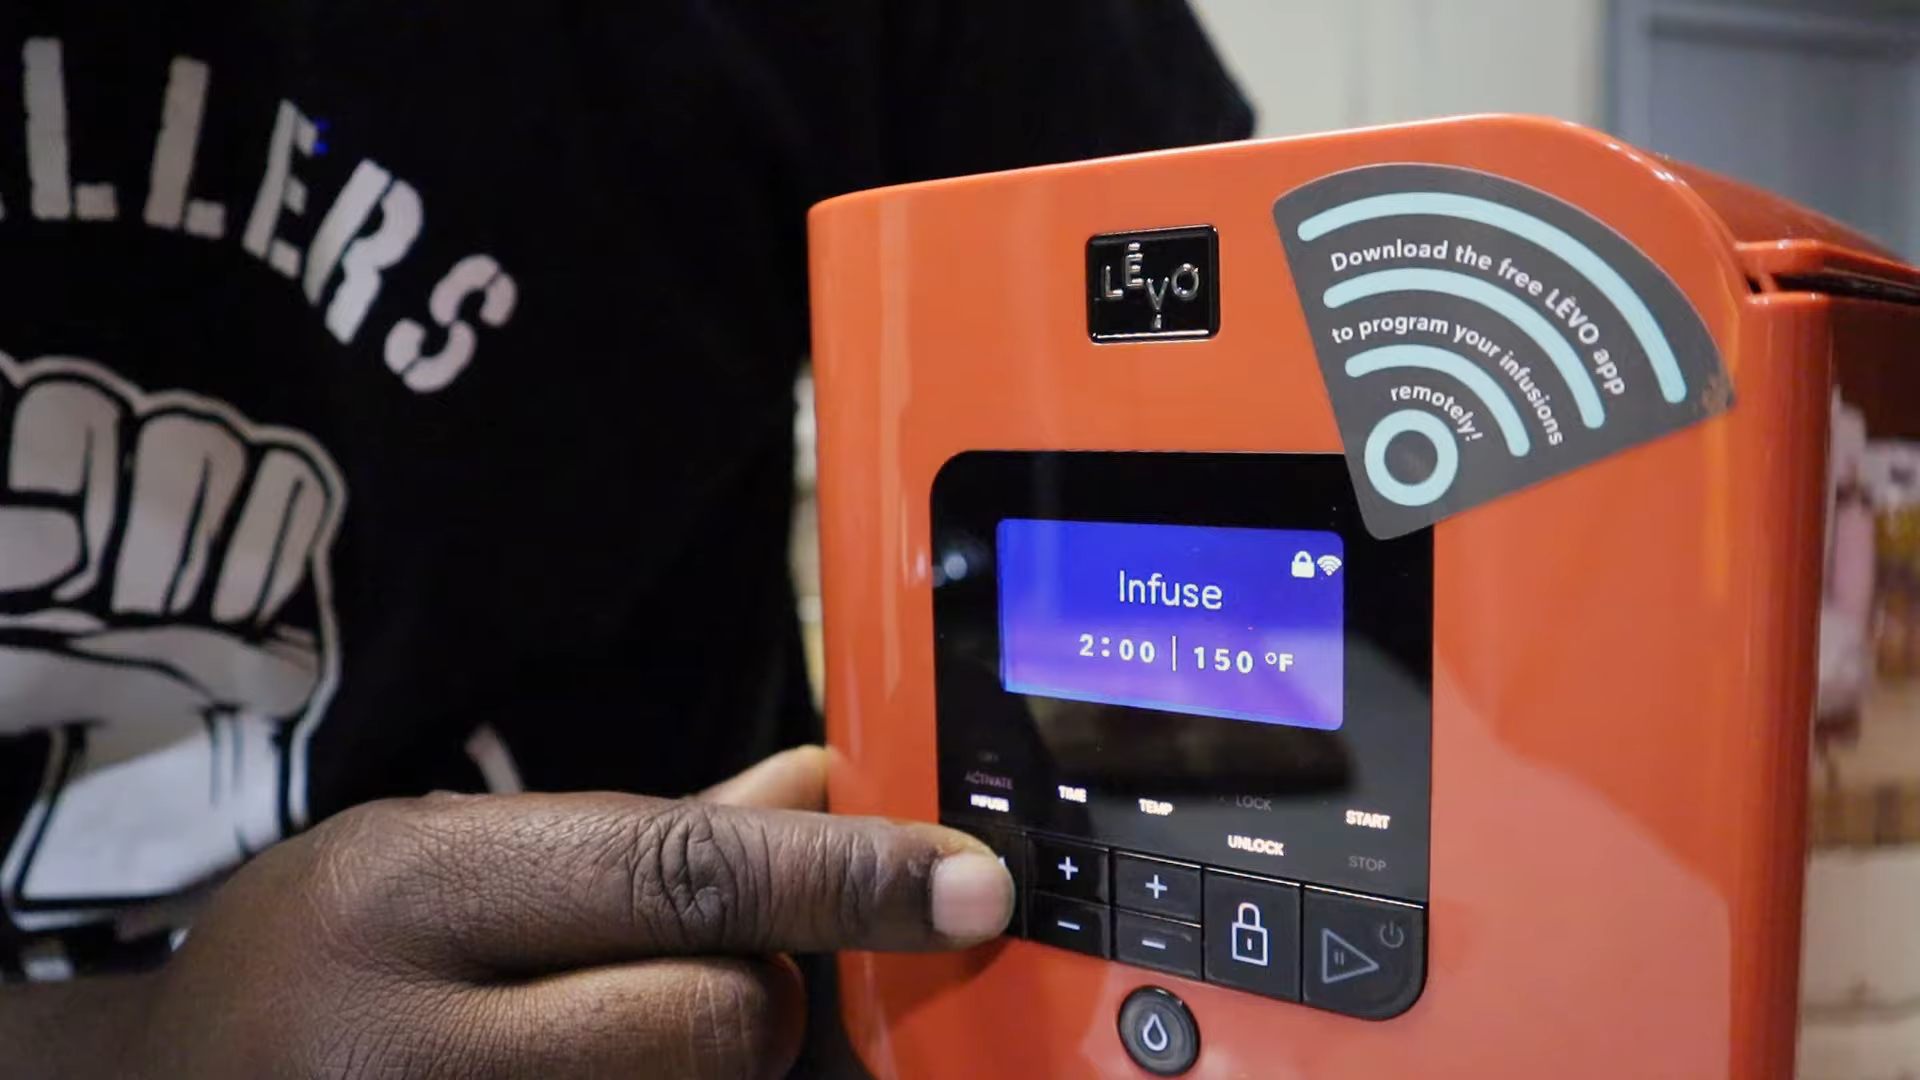 LLERS
LĒVO
Download the free LĒVO app
to program your infusions
remotely!
Infuse
2:00 | 150 °F
OFF
ACTIVATE
INFUSE
TIME
TEMP
LOCK
UNLOCK
START
STOP
+
+
−
−